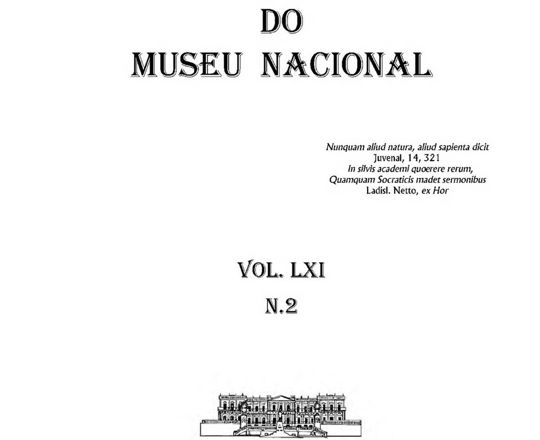 DO
MUSEU NACIONAL
Nunquam aliud natura, aliud sapienta dicit
Juvenal, 14, 321
In silvis academi quoerere rerum,
Quamquam Socraticis madet sermonibus
Ladisl. Netto, ex Hor
VOL. LXI
N.2